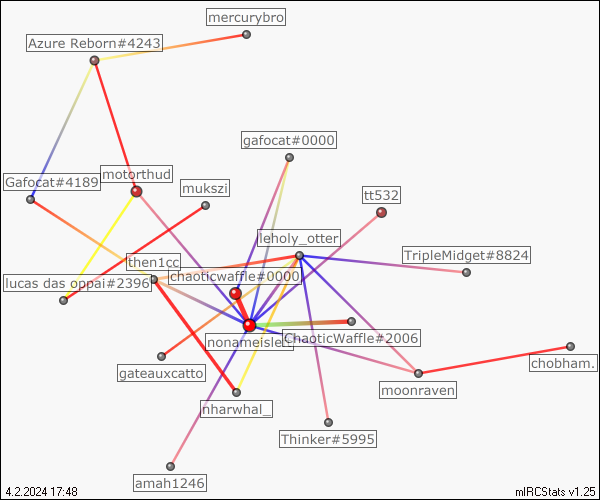 mercurybro
Azure Reborn#4243
gafocat#0000
motorthud
Gafocat#4189
mukszi
tt532
leholy_otter
TripleMidget#8824
then1cc
chaoticwaffle#0000
lucas das oppai#2396
nonameisle
ChaoticWaffle#2006
chobham.
gateauxcatto
moonraven
nharwhal_
Thinker#5995
amah1246
4.2.2024 17:48
mIRCStats v1.25